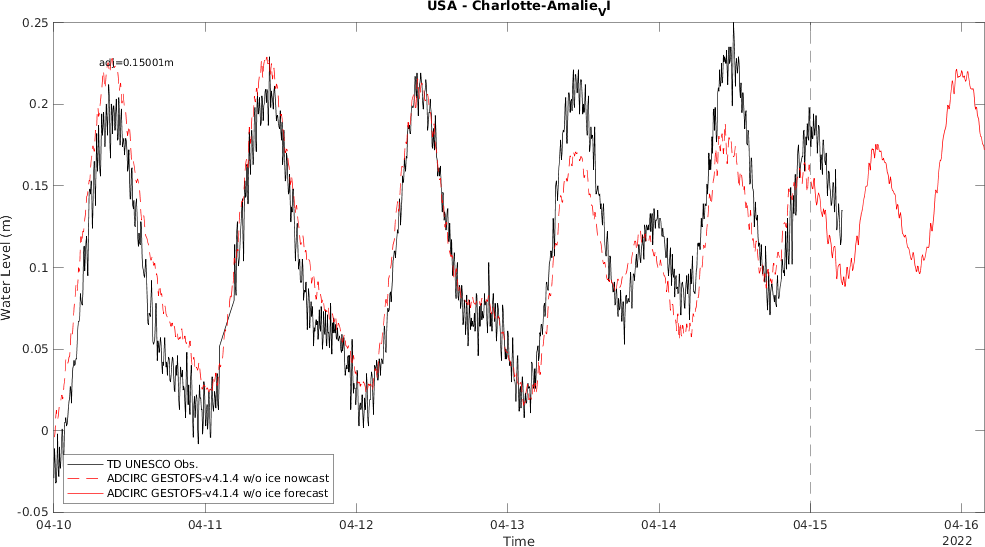 USA - Charlotte-AmalieVI
0.25
0.2
0.15
0.1
0.05
0
-0.05
Water Level (m)
adj=0.15001m
TD UNESCO Obs.
ADCIRC GESTOFS-v4.1.4 w/o ice nowcast
ADCIRC GESTOFS-v4.1.4 w/o ice forecast
04-10 04-11 04-12 04-13 04-14 04-15 04-16
Time
2022